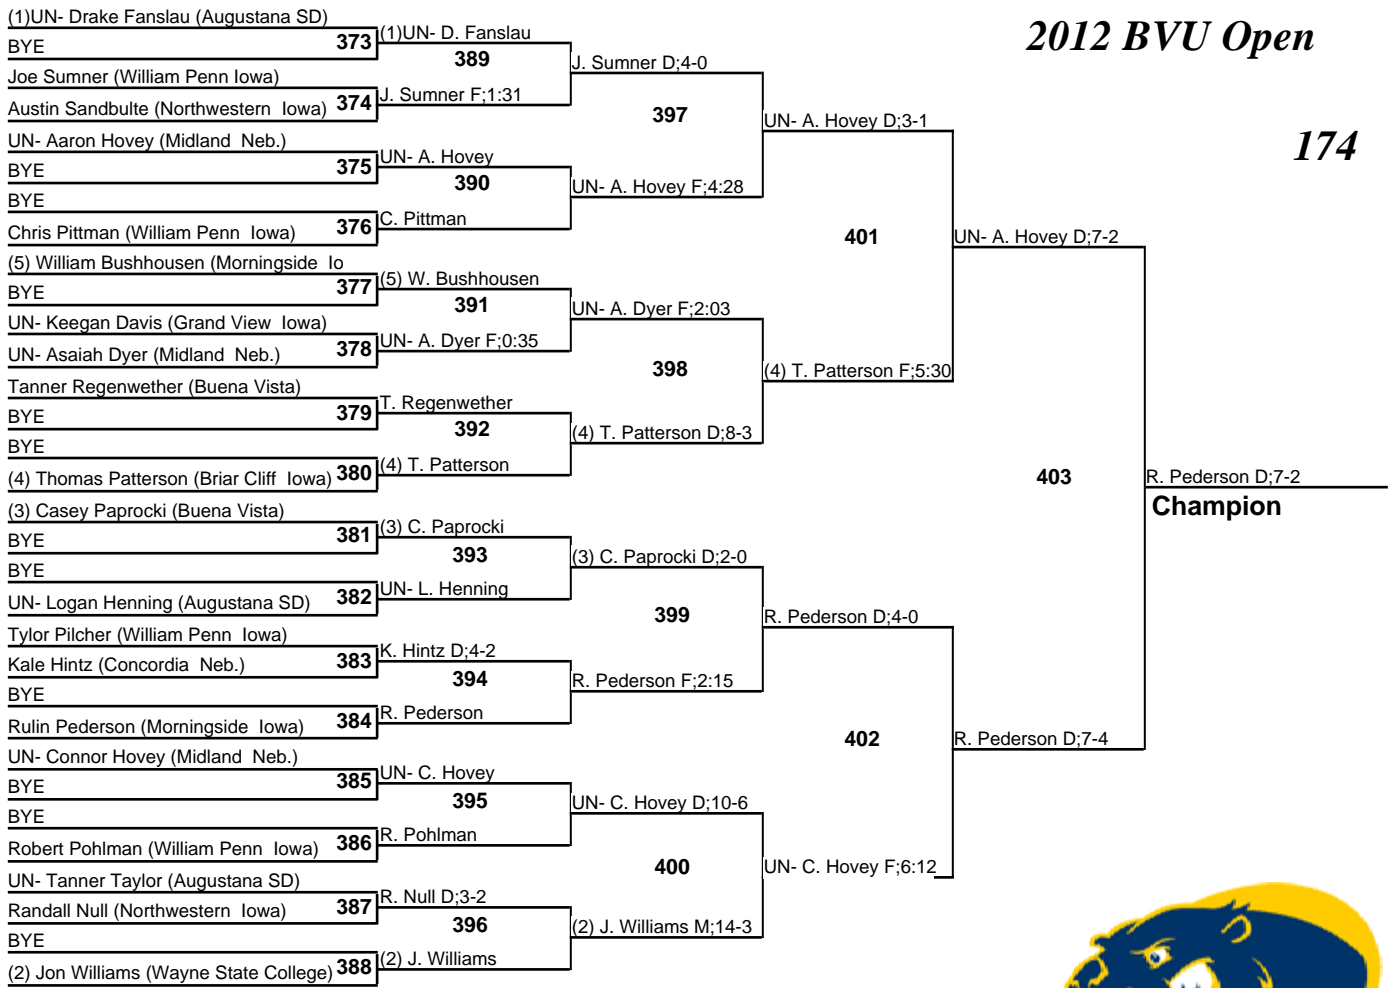 2012 BVU Open
174
(1)UN- Drake Fanslau (Augustana SD)
BYE
373
Joe Sumner (William Penn Iowa)
Austin Sandbulte (Northwestern  Iowa)
374
UN- Aaron Hovey (Midland  Neb.)
BYE
375
BYE
Chris Pittman (William Penn  Iowa)
376
(5) William Bushhousen (Morningside  Io
BYE
377
UN- Keegan Davis (Grand View  Iowa)
UN- Asaiah Dyer (Midland  Neb.)
378
Tanner Regenwether (Buena Vista)
BYE
379
BYE
(4) Thomas Patterson (Briar Cliff  Iowa)
380
(3) Casey Paprocki (Buena Vista)
BYE
381
BYE
UN- Logan Henning (Augustana SD)
382
Tylor Pilcher (William Penn  Iowa)
Kale Hintz (Concordia  Neb.)
383
BYE
Rulin Pederson (Morningside  Iowa)
384
UN- Connor Hovey (Midland  Neb.)
BYE
385
BYE
Robert Pohlman (William Penn  Iowa)
386
UN- Tanner Taylor (Augustana SD)
Randall Null (Northwestern  Iowa)
387
BYE
(2) Jon Williams (Wayne State College)
388
(1)UN- D. Fanslau
389
J. Sumner F;1:31
UN- A. Hovey
390
C. Pittman
(5) W. Bushhousen
391
UN- A. Dyer F;0:35
T. Regenwether
392
(4) T. Patterson
(3) C. Paprocki
393
UN- L. Henning
K. Hintz D;4-2
394
R. Pederson
UN- C. Hovey
395
R. Pohlman
R. Null D;3-2
396
(2) J. Williams
J. Sumner D;4-0
397
UN- A. Hovey F;4:28
UN- A. Dyer F;2:03
398
(4) T. Patterson D;8-3
(3) C. Paprocki D;2-0
399
R. Pederson F;2:15
UN- C. Hovey D;10-6
400
(2) J. Williams M;14-3
UN- A. Hovey D;3-1
401
(4) T. Patterson F;5:30
R. Pederson D;4-0
402
UN- C. Hovey F;6:12
UN- A. Hovey D;7-2
403
R. Pederson D;7-4
R. Pederson D;7-2
Champion